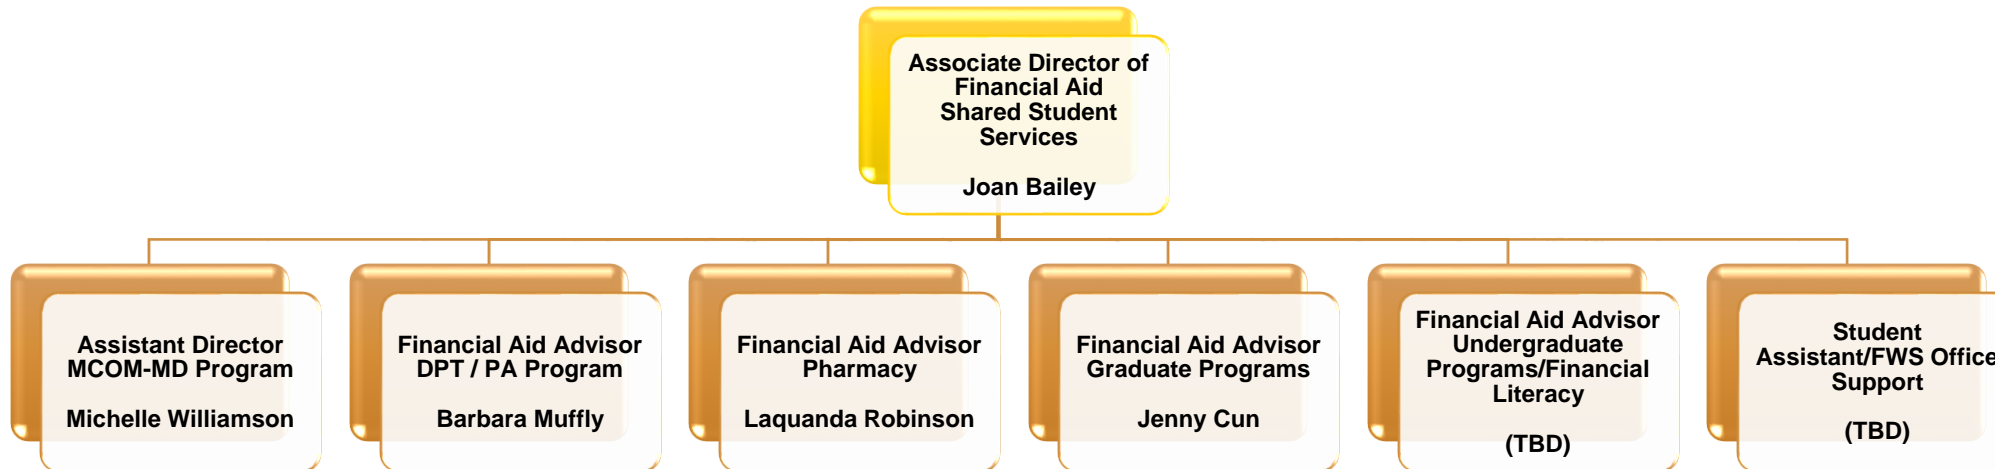 Associate Director of
Financial Aid
Shared Student
Services
Joan Bailey
Assistant Director
MCOM-MD Program
Michelle Williamson
Financial Aid Advisor
DPT / PA Program
Barbara Muffly
Financial Aid Advisor
Pharmacy
Laquanda Robinson
Financial Aid Advisor
Graduate Programs
Jenny Cun
Financial Aid Advisor
Undergraduate
Programs/Financial
Literacy
(TBD)
Student
Assistant/FWS Office
Support
(TBD)